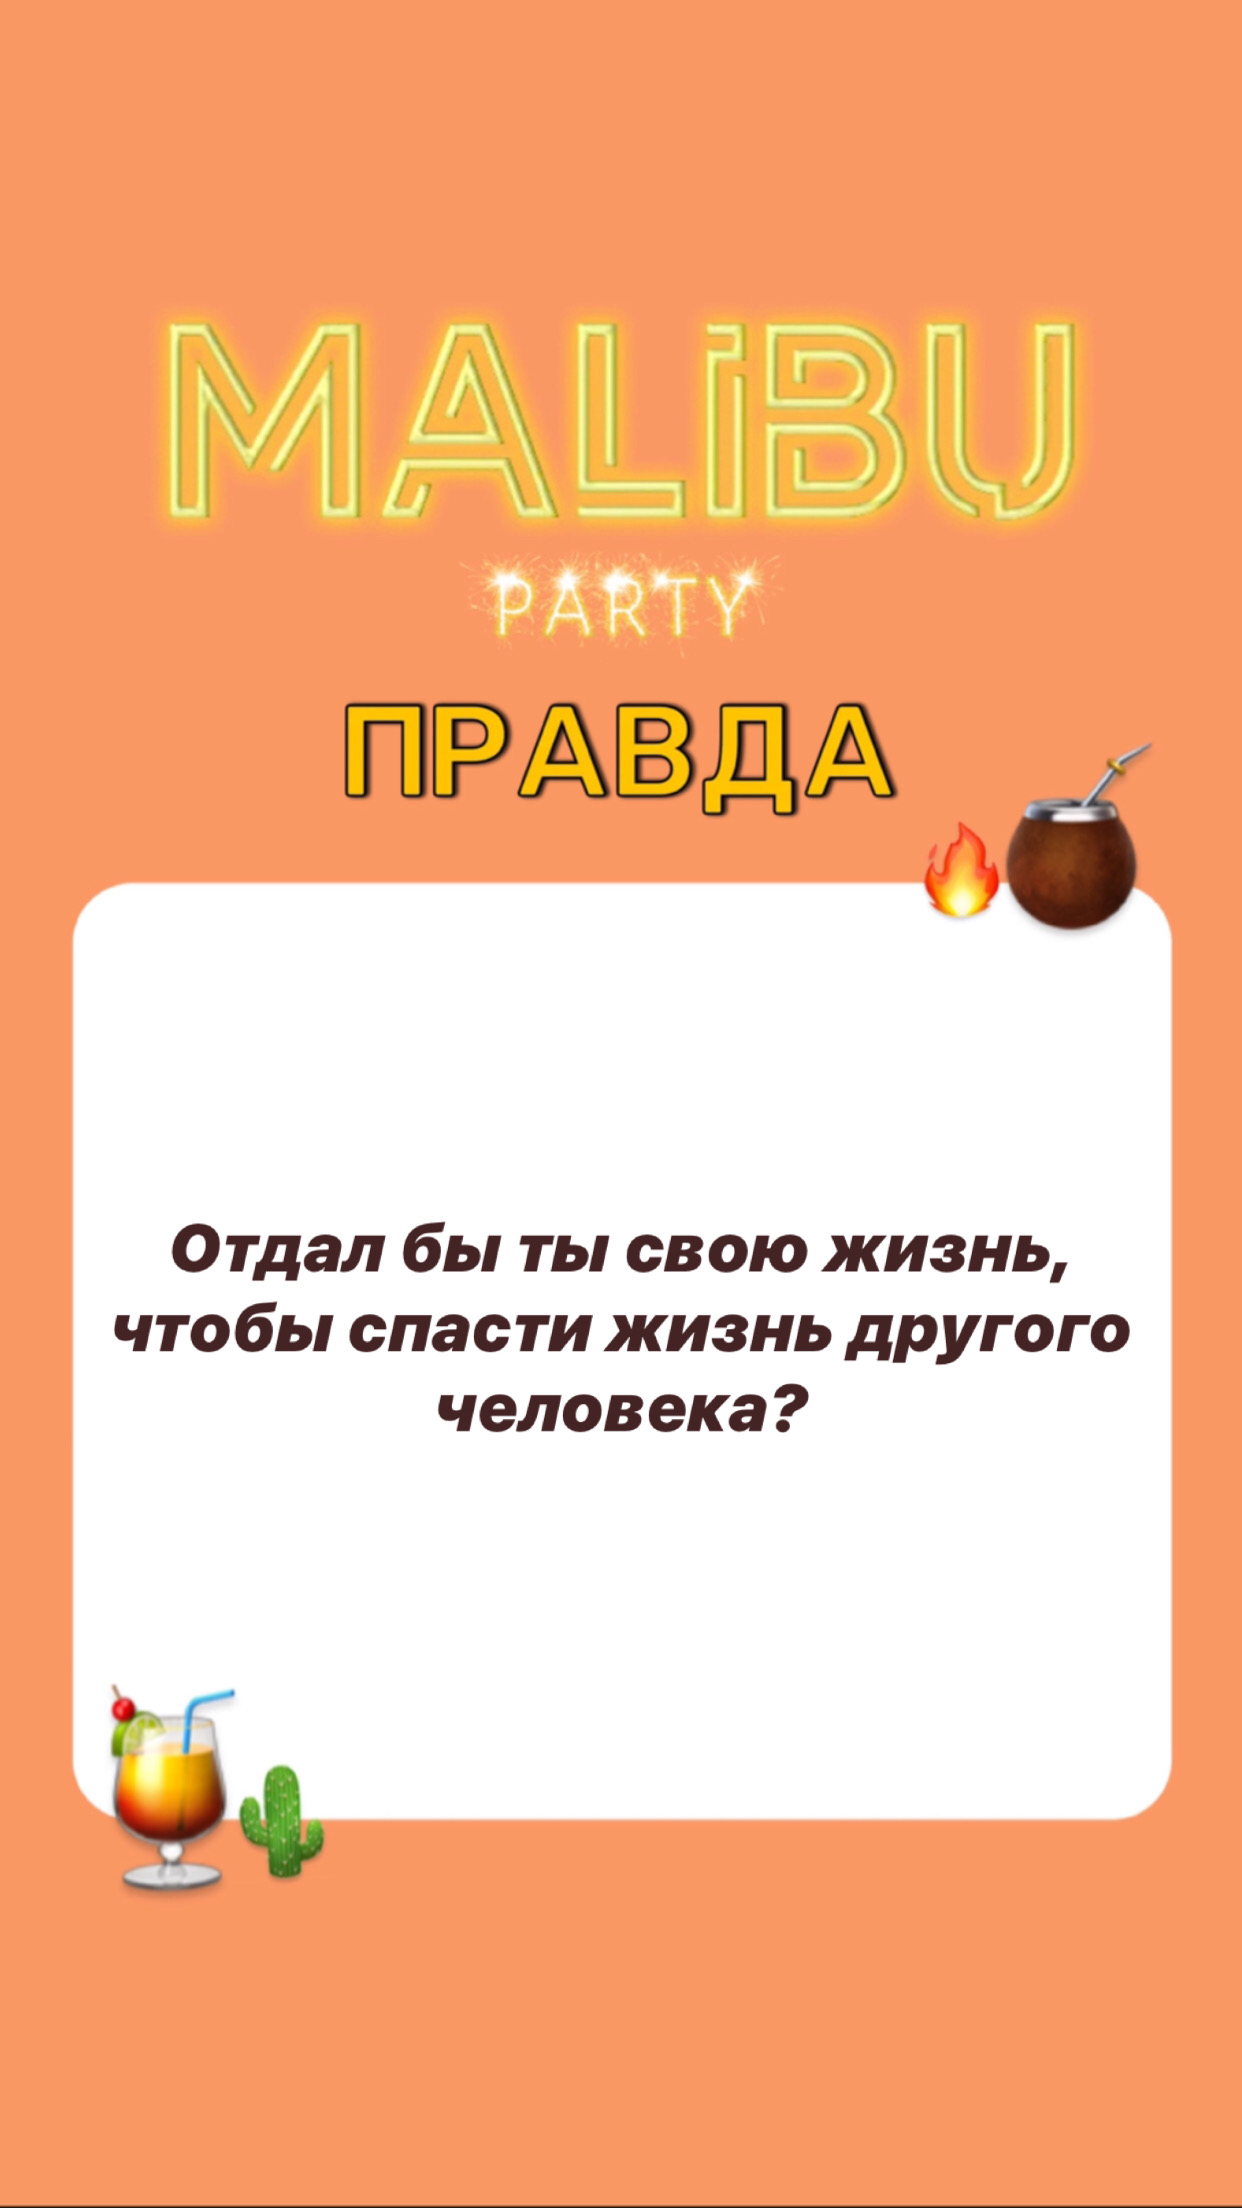 MALiBU
PARTY
ПРАВДА
Отдал бы ты свою жизнь,
чтобы спасти жизнь другого
человека?